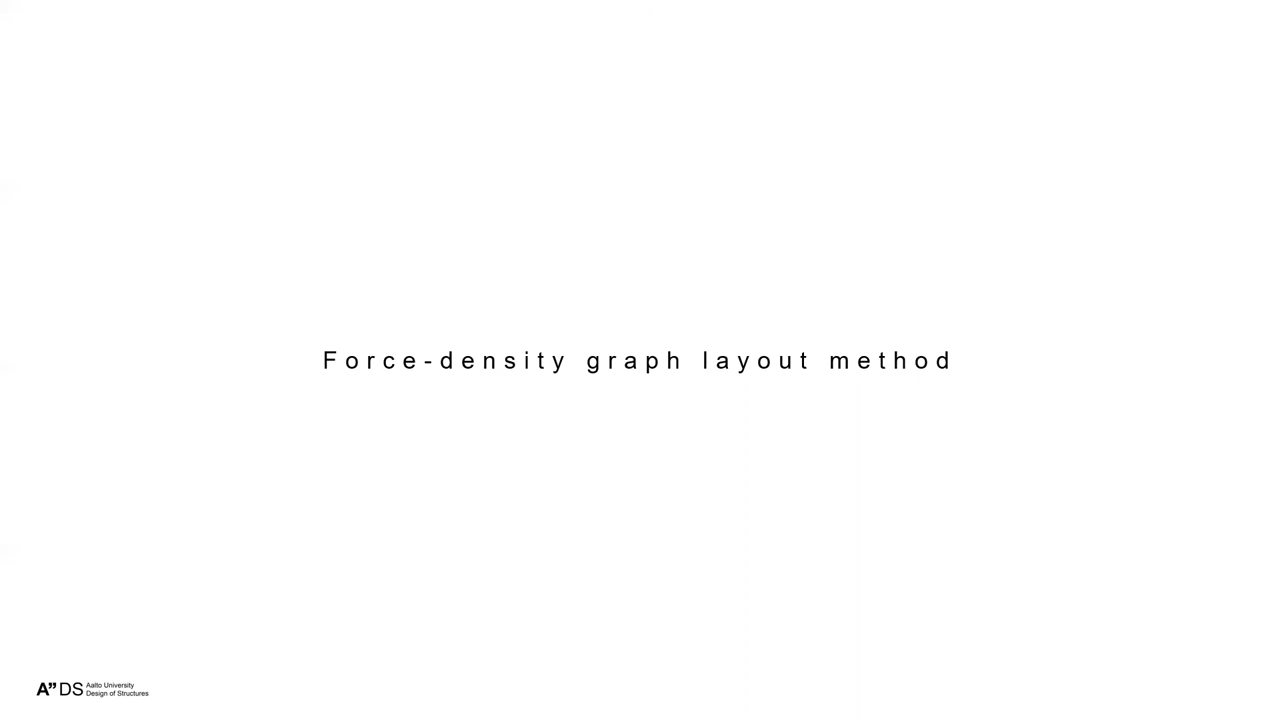 Force-density graph layout method
A” DS Aalto University
Design of Structures